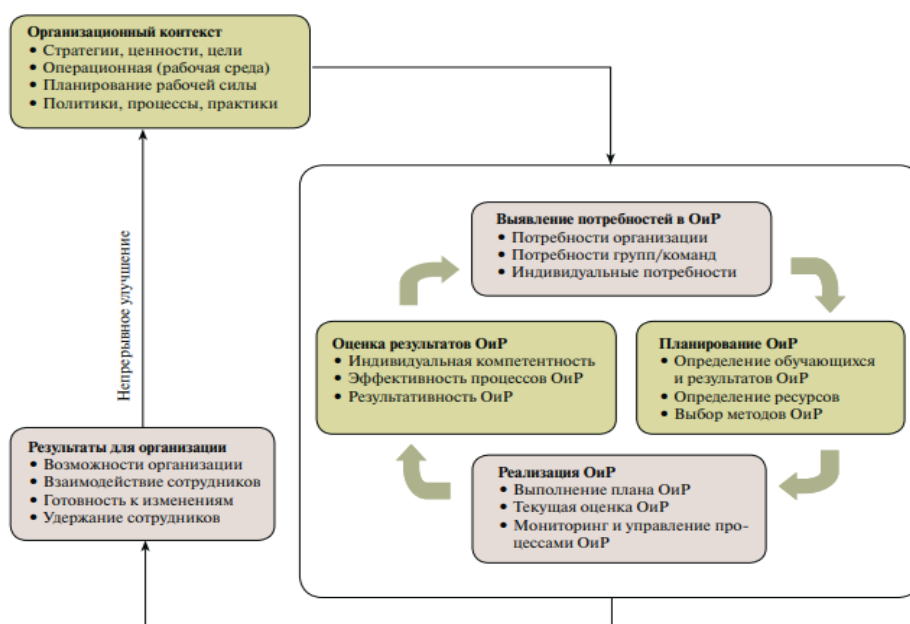 Организационный контекст
• Стратегии, ценности, цели
• Операционная (рабочая среда)
• Планирование рабочей силы
• Политики, процессы, практики
Непрерывное улучшение
Выявление потребностей в ОиР
• Потребности организации
• Потребности групп/команд
• Индивидуальные потребности
Оценка результатов ОиР
• Индивидуальная компетентность
• Эффективность процессов ОиР
• Результативность ОиР
Планирование ОиР
• Определение обучающихся
и результатов ОиР
• Определение ресурсов
• Выбор методов ОиР
Результаты для организации
• Возможности организации
• Взаимодействие сотрудников
• Готовность к изменениям
• Удержание сотрудников
Реализация ОиР
• Выполнение плана ОиР
• Текущая оценка ОиР
• Мониторинг и управление про-
цессами ОиР